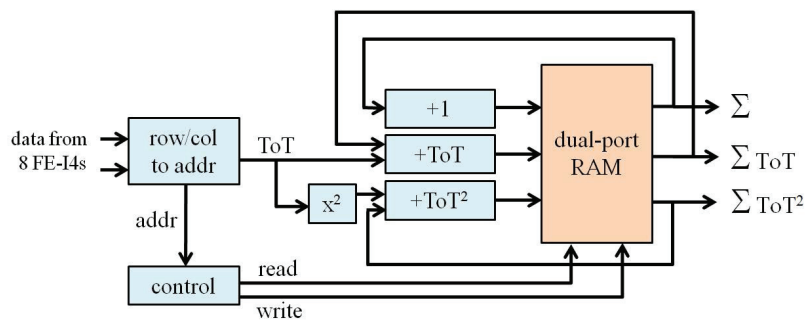 data from
8 FE-I4s
row/col
to addr
ToT
addr
control
read
write
x²
+1
+ToT
+ToT²
dual-port
RAM
∑
∑ ToT
∑ ToT²